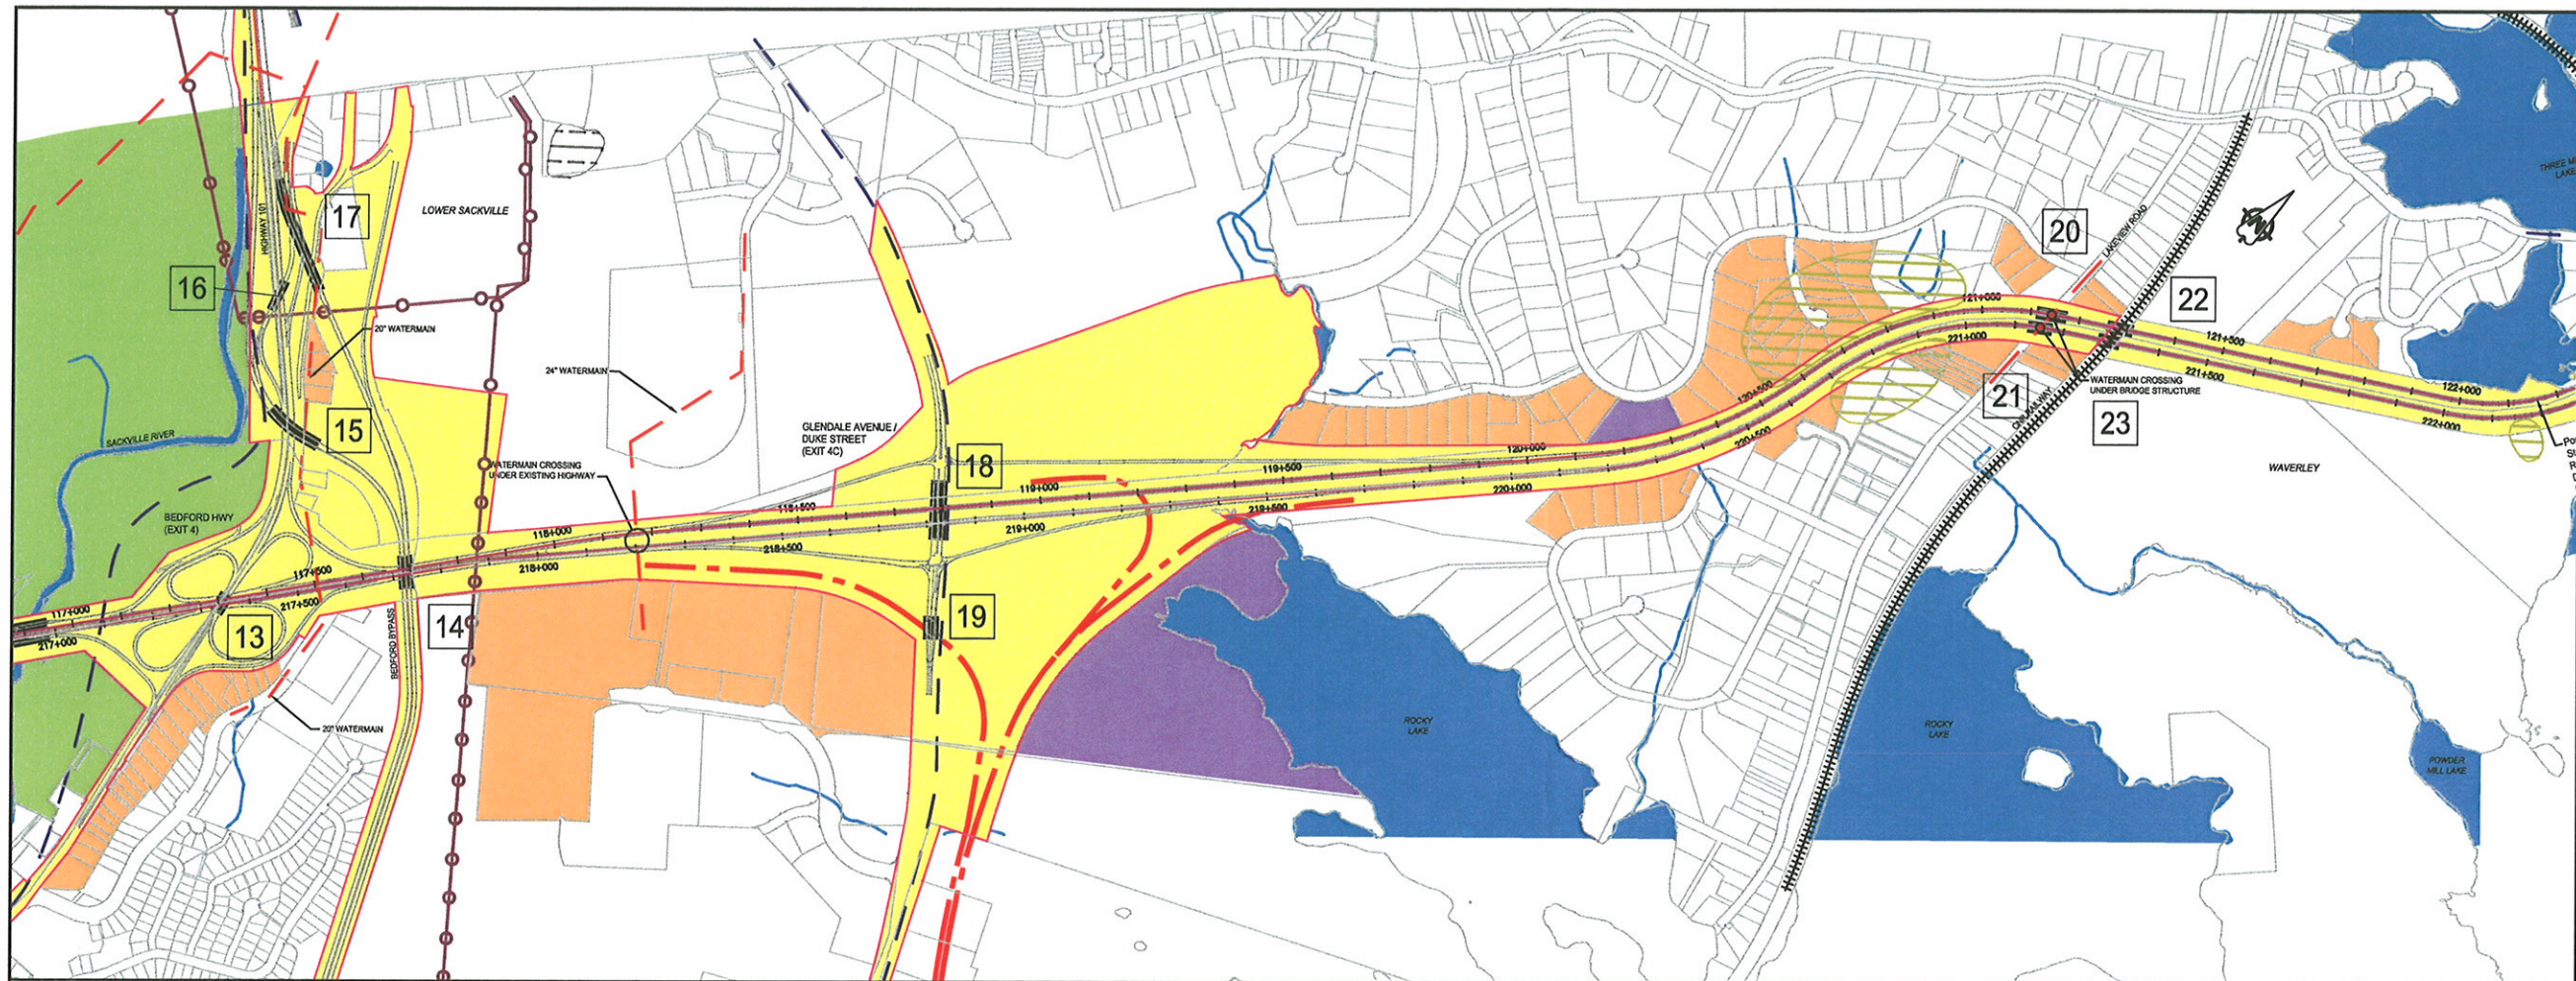 17
LOWER SACKVILLE
HIGHWAY 101
16
20" WATERMAIN
15
24" WATERMAIN
SACKVILLE RIVER
GLENDALE AVENUE /
DUKE STREET
(EXIT 4C)
WATERMAIN CROSSING
UNDER EXISTING HIGHWAY
18
BEDFORD HWY
(EXIT 4)
117+000
117+500
118+000
118+500
119+000
119+500
120+000
120+500
121+000
121+500
122+000
217+000
217+500
218+000
218+500
219+000
219+500
220+000
220+500
221+000
221+500
222+000
13
14
BEDFORD BYPASS
19
20" WATERMAIN
20
LAKEVIEW ROAD
22
21
CN RAILWAY
WATERMAIN CROSSING
UNDER BRIDGE STRUCTURE
23
WAVERLEY
THREE M
LAKE
ROCKY
LAKE
ROCKY
LAKE
POWDER
MILL LAKE